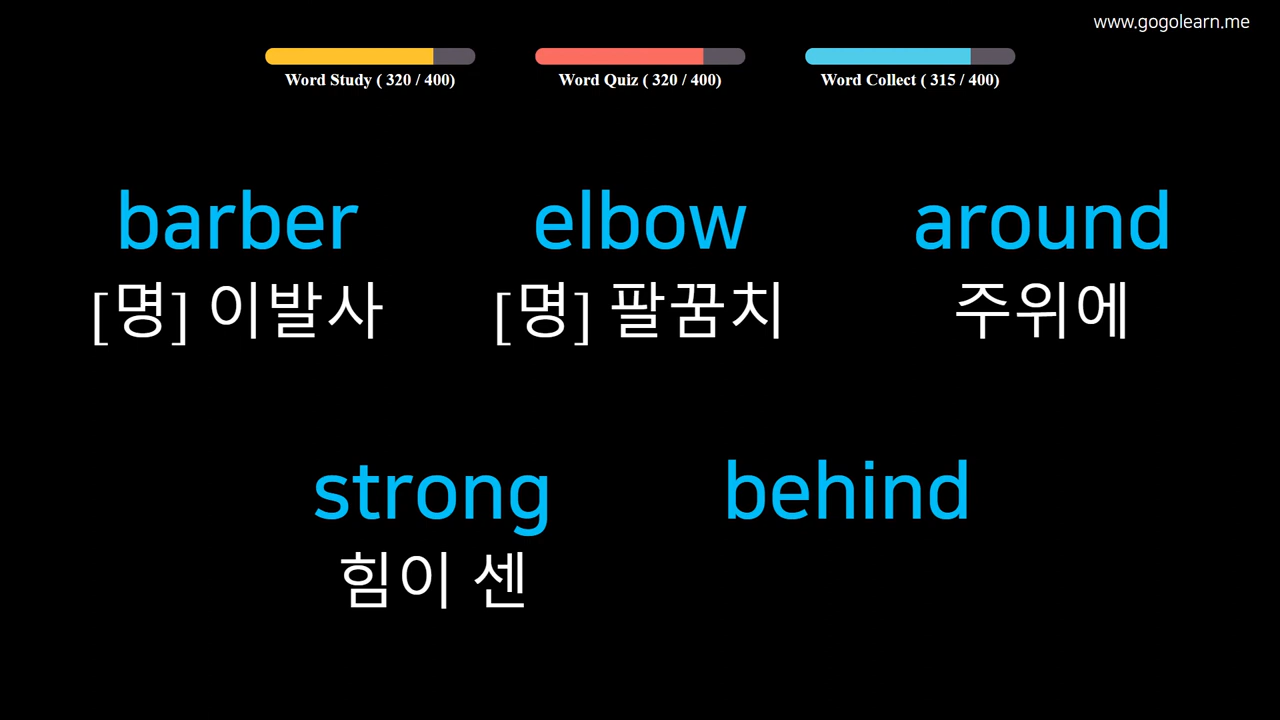 www.gogolearn.me
Word Study ( 320 / 400)
Word Quiz ( 320 / 400)
Word Collect ( 315 / 400)
barber
[명] 이발사
elbow
[명] 팔꿈치
around
주위에
strong
힘이 센
behind